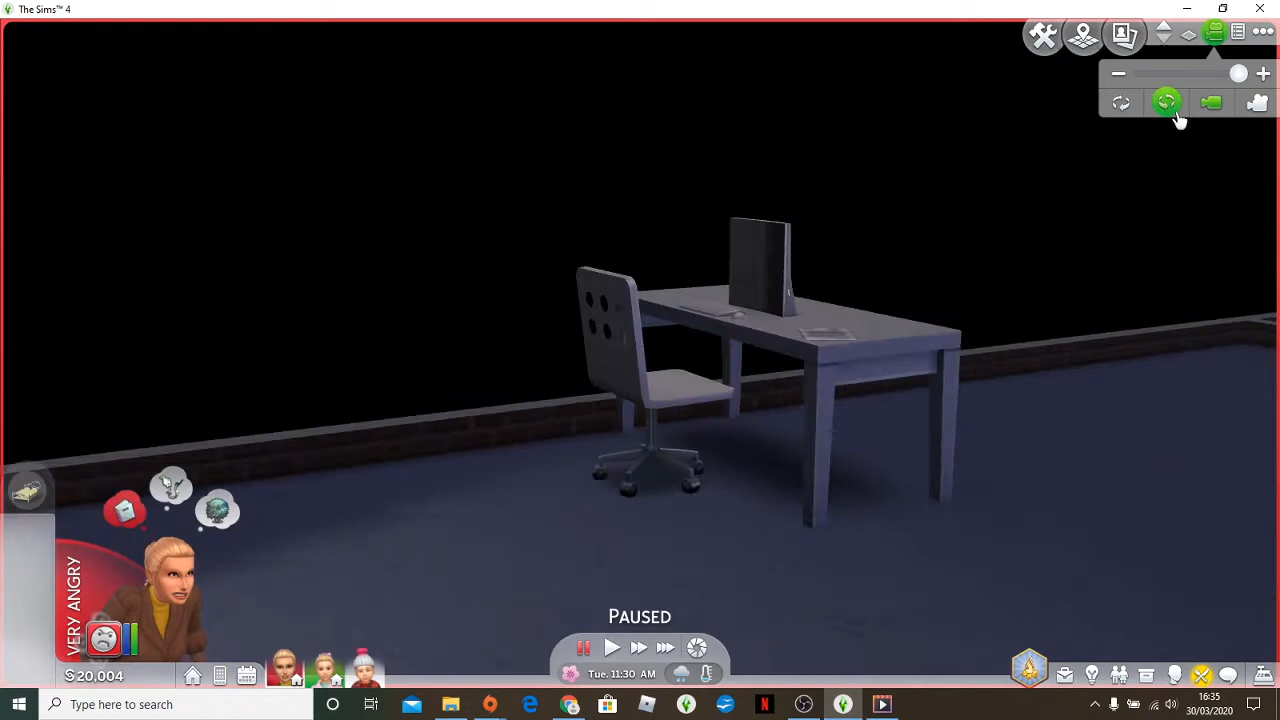 The Sims™ 4
VERY ANGRY
PAUSED
§20,004
Tue. 11:30 AM
Type here to search
16:35
30/03/2020